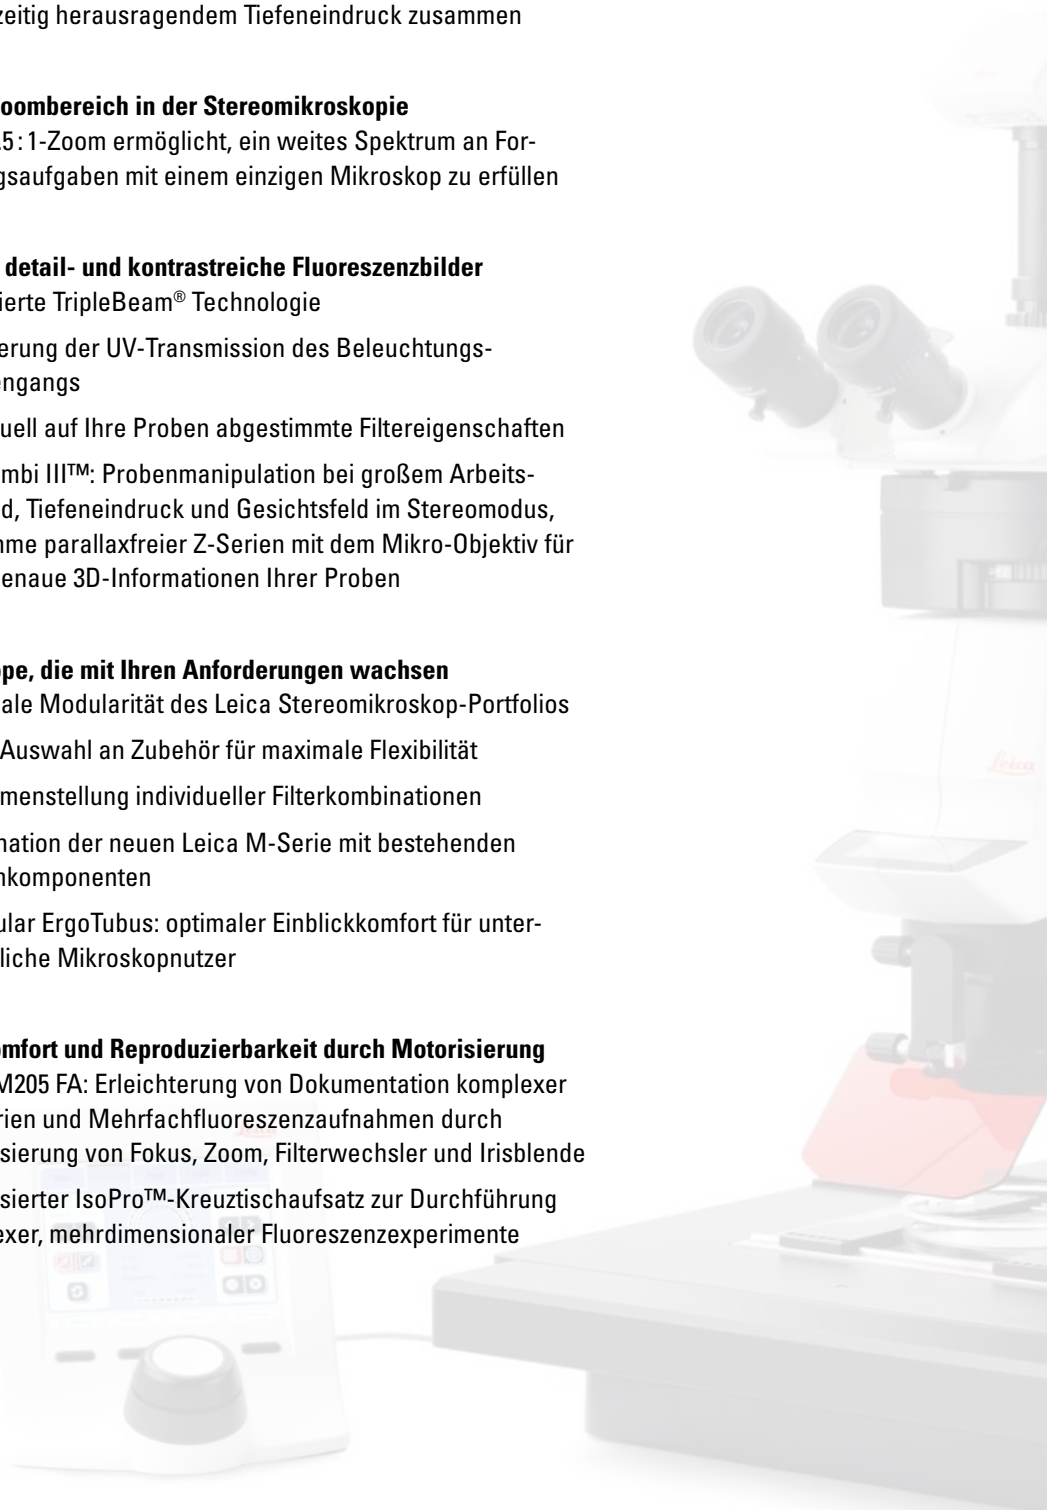 zeitig herausragendem Tiefeneindruck zusammen
oombereich in der Stereomikroskopie
.5:1-Zoom ermöglicht, ein weites Spektrum an For-
gsaufgaben mit einem einzigen Mikroskop zu erfüllen
detail- und kontrastreiche Fluoreszenzbilder
ierte TripleBeam® Technologie
erung der UV-Transmission des Beleuchtungs-
engangs
uell auf Ihre Proben abgestimmte Filtereigenschaften
mbi III™: Probenmanipulation bei großem Arbeits-
d, Tiefeneindruck und Gesichtsfeld im Stereomodus,
hme parallaxfreier Z-Serien mit dem Mikro-Objektiv für
enaue 3D-Informationen Ihrer Proben
ope, die mit Ihren Anforderungen wachsen
ale Modularität des Leica Stereomikroskop-Portfolios
Auswahl an Zubehör für maximale Flexibilität
menstellung individueller Filterkombinationen
nation der neuen Leica M-Serie mit bestehenden
nkomponenten
ular ErgoTubus: optimaler Einblickkomfort für unter-
liche Mikroskopnutzer
omfort und Reproduzierbarkeit durch Motorisierung
M205 FA: Erleichterung von Dokumentation komplexer
rien und Mehrfachfluoreszenzaufnahmen durch
sierung von Fokus, Zoom, Filterwechsler und Irisblende
sierter IsoPro™-Kreuztischaufsatz zur Durchführung
exer, mehrdimensionaler Fluoreszenzexperimente
Leica